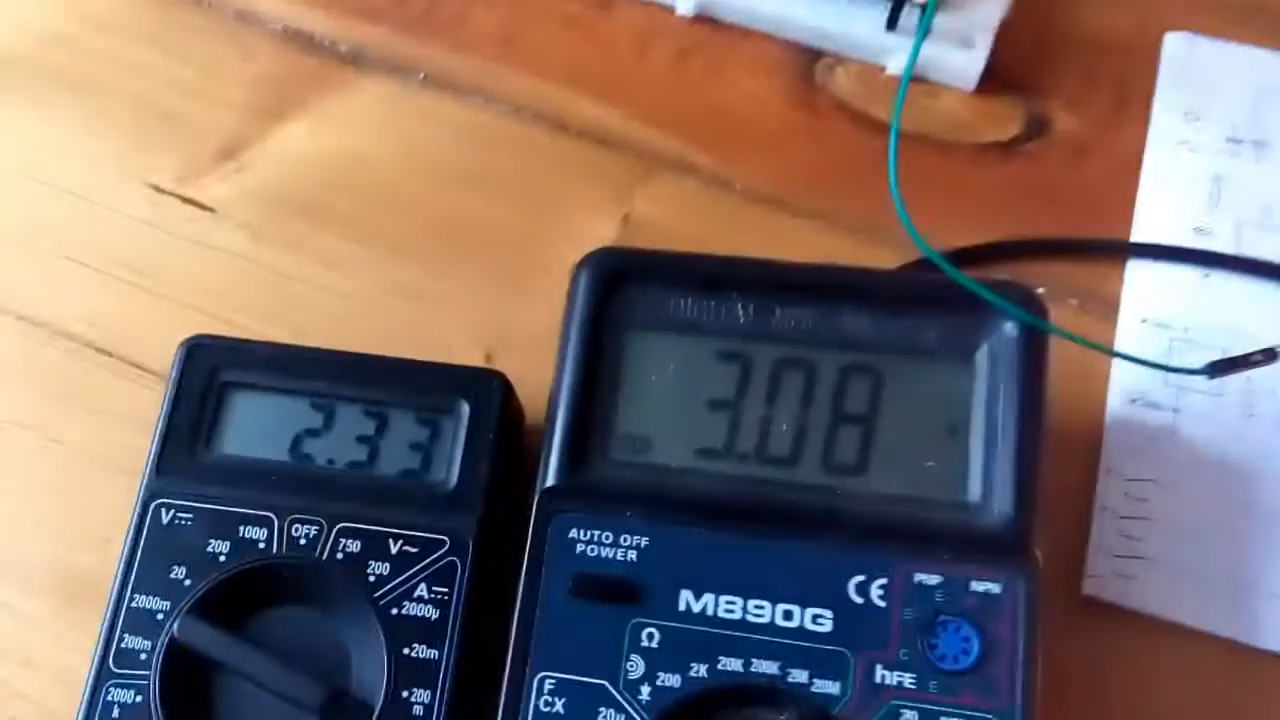 DIGITAL
3.08
2.33
V⎓
1000
200
20
2000m
200m
2000
k
OFF
750
V~
200
A⎓
2000µ
20m
200
m
AUTO OFF
POWER
CE
M890G
PNP
NPN
E
C
E
hFE
Ω
200
2K
20K
200K
2M
20M
F
CX
20µ
20